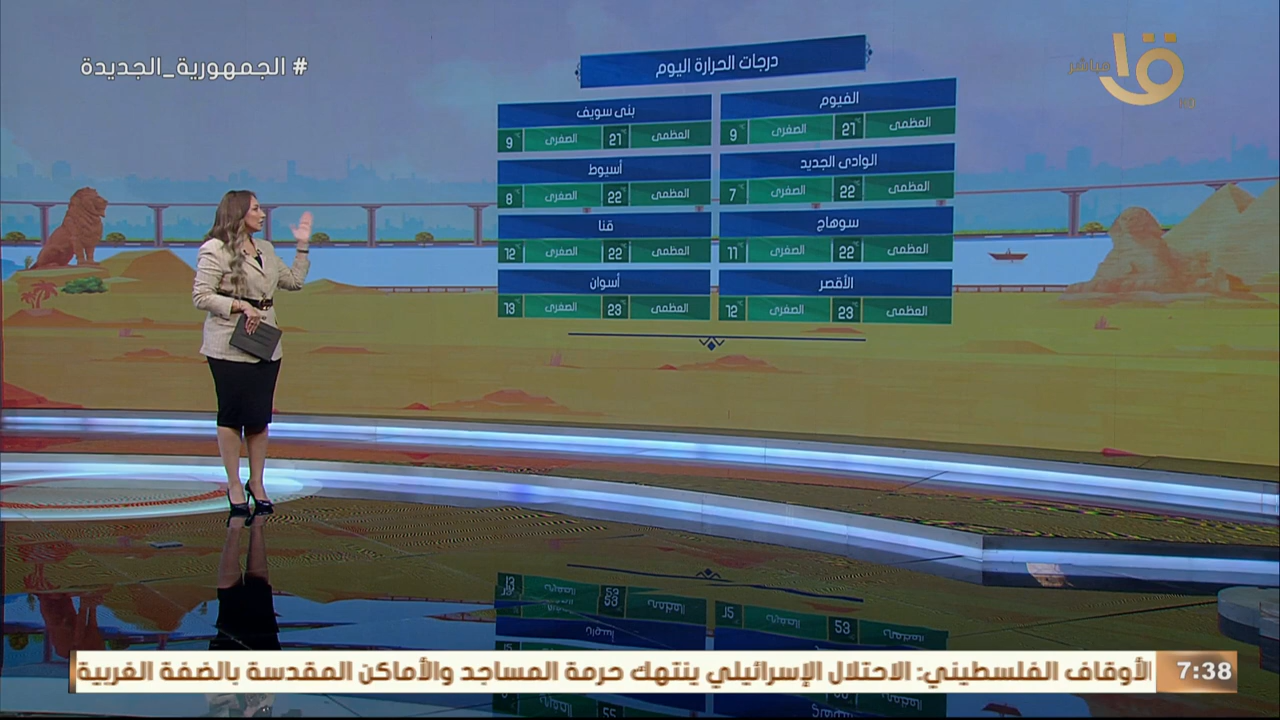 # الجمهورية_الجديدة
مباشر
درجات الحرارة اليوم
الفيوم
العظمى 21 الصغرى 9
بنى سويف
العظمى 21 الصغرى 9
الوادى الجديد
العظمى 22 الصغرى 7
أسيوط
العظمى 22 الصغرى 8
سوهاج
العظمى 22 الصغرى 11
قنا
العظمى 22 الصغرى 12
الأقصر
العظمى 23 الصغرى 12
أسوان
العظمى 23 الصغرى 13
7:38 الأوقاف الفلسطيني: الاحتلال الإسرائيلي ينتهك حرمة المساجد والأماكن المقدسة بالضفة الغربية